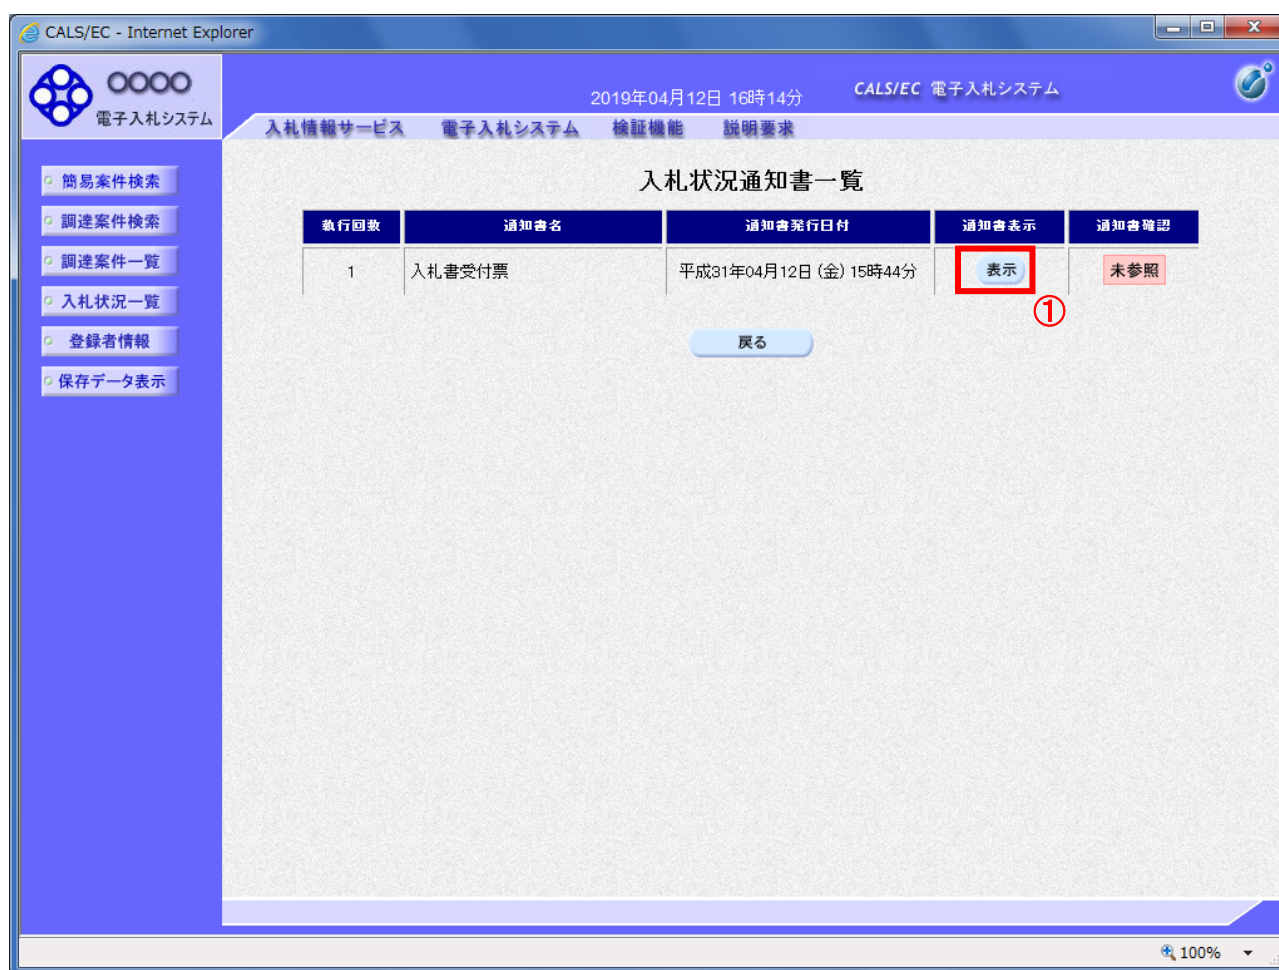 CALS/EC - Internet Explorer
〇〇〇〇
電子入札システム
2019年04月12日 16時14分
CALS/EC 電子入札システム
入札情報サービス 電子入札システム 検証機能 説明要求
簡易案件検索
調達案件検索
調達案件一覧
入札状況一覧
登録者情報
保存データ表示
入札状況通知書一覧
執行回数 通知書名 通知書発行日付 通知書表示 通知書確認
1 入札書受付票 平成31年04月12日 (金) 15時44分 表示 未参照
①
戻る
100%